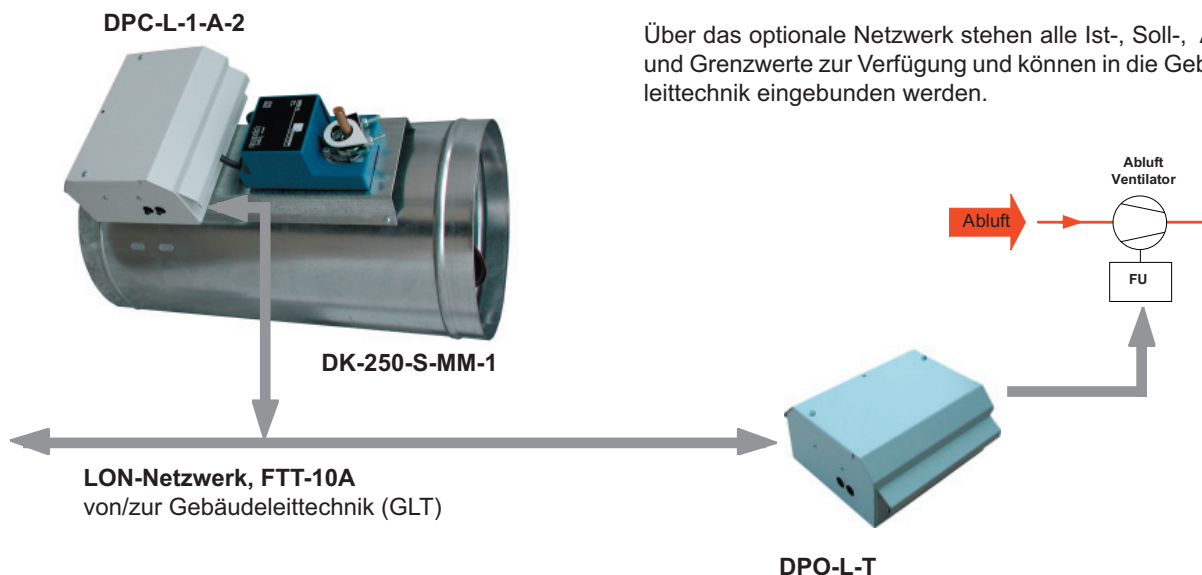 DPC-L-1-A-2
Über das optionale Netzwerk stehen alle Ist-, Soll-,
und Grenzwerte zur Verfügung und können in die Geb
leittechnik eingebunden werden.
Abluft
Ventilator
Abluft
FU
DK-250-S-MM-1
LON-Netzwerk, FTT-10A
von/zur Gebäudeleittechnik (GLT)
DPO-L-T